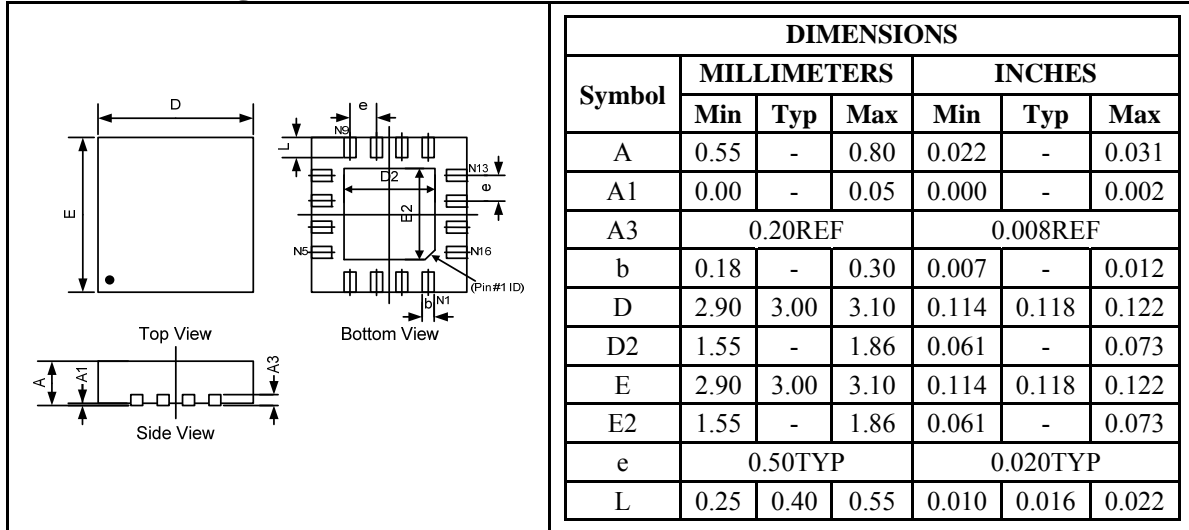 D
E
Top View
e
N9
L
D2
E2
N13
e
N5
N16
(Pin#1 ID)
b
N1
Bottom View
A
A1
A3
Side View
DIMENSIONS
Symbol MILLIMETERS INCHES
Min Typ Max Min Typ Max
A 0.55 - 0.80 0.022 - 0.031
A1 0.00 - 0.05 0.000 - 0.002
A3 0.20REF 0.008REF
b 0.18 - 0.30 0.007 - 0.012
D 2.90 3.00 3.10 0.114 0.118 0.122
D2 1.55 - 1.86 0.061 - 0.073
E 2.90 3.00 3.10 0.114 0.118 0.122
E2 1.55 - 1.86 0.061 - 0.073
e 0.50TYP 0.020TYP
L 0.25 0.40 0.55 0.010 0.016 0.022